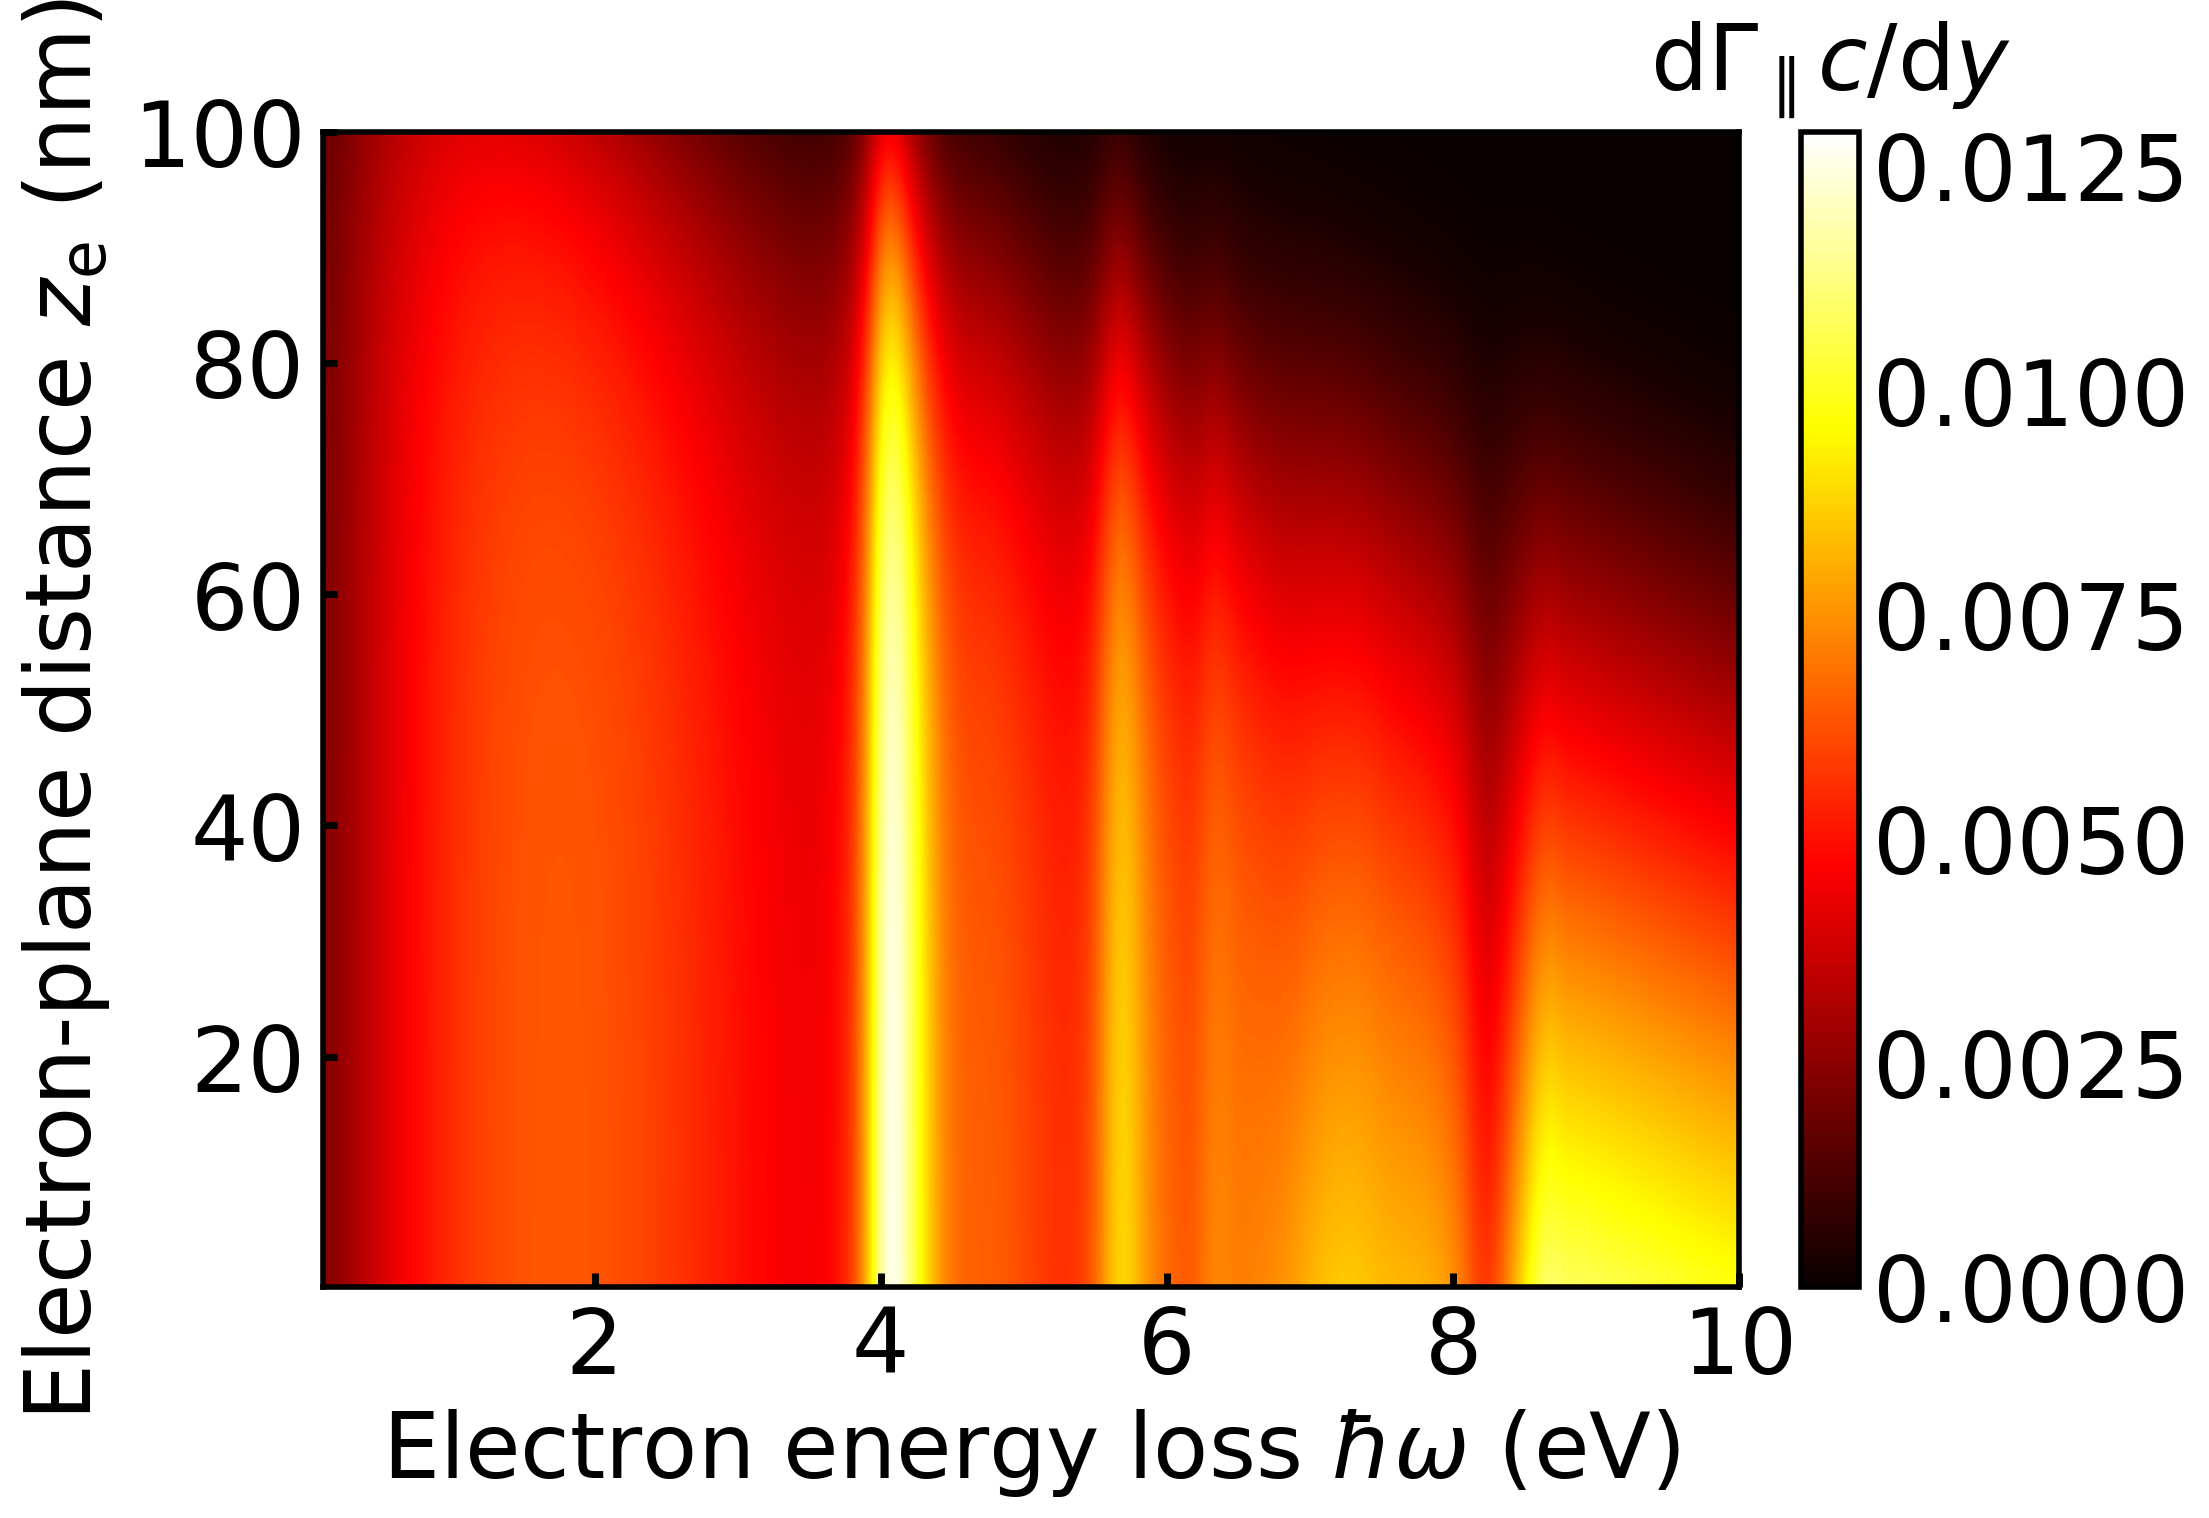 dΓ∥c/dy
Electron-plane distance zₑ (nm)
100
80
60
40
20
2 4 6 8 10
Electron energy loss ħω (eV)
0.0125
0.0100
0.0075
0.0050
0.0025
0.0000